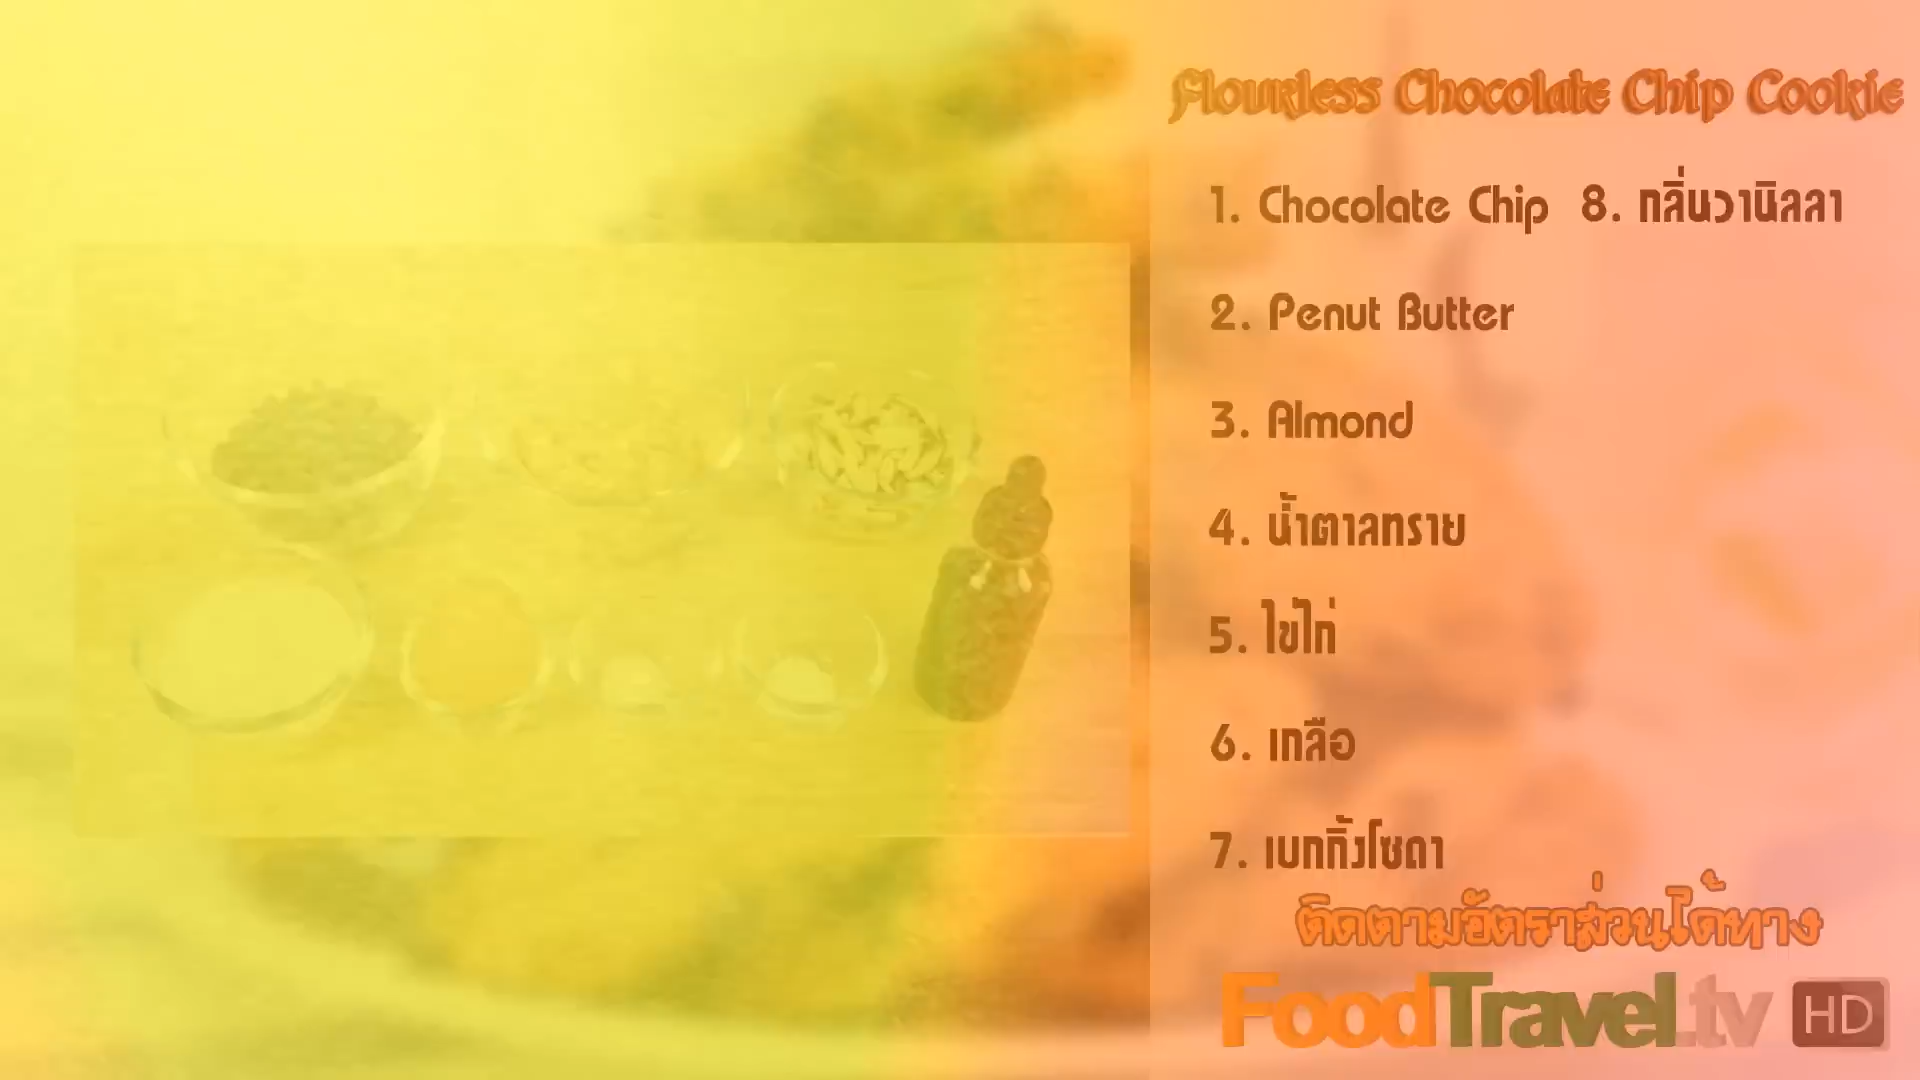 Flourless Chocolate Chip Cookie
1. Chocolate Chip 8. กลิ่นวานิลลา
2. Penut Butter
3. Almond
4. น้ำตาลทราย
5. ไข่ไก่
6. เกลือ
7. เบกกิ้งโซดา
ติดตามอัตราส่วนได้ทาง
FoodTravel.tv HD